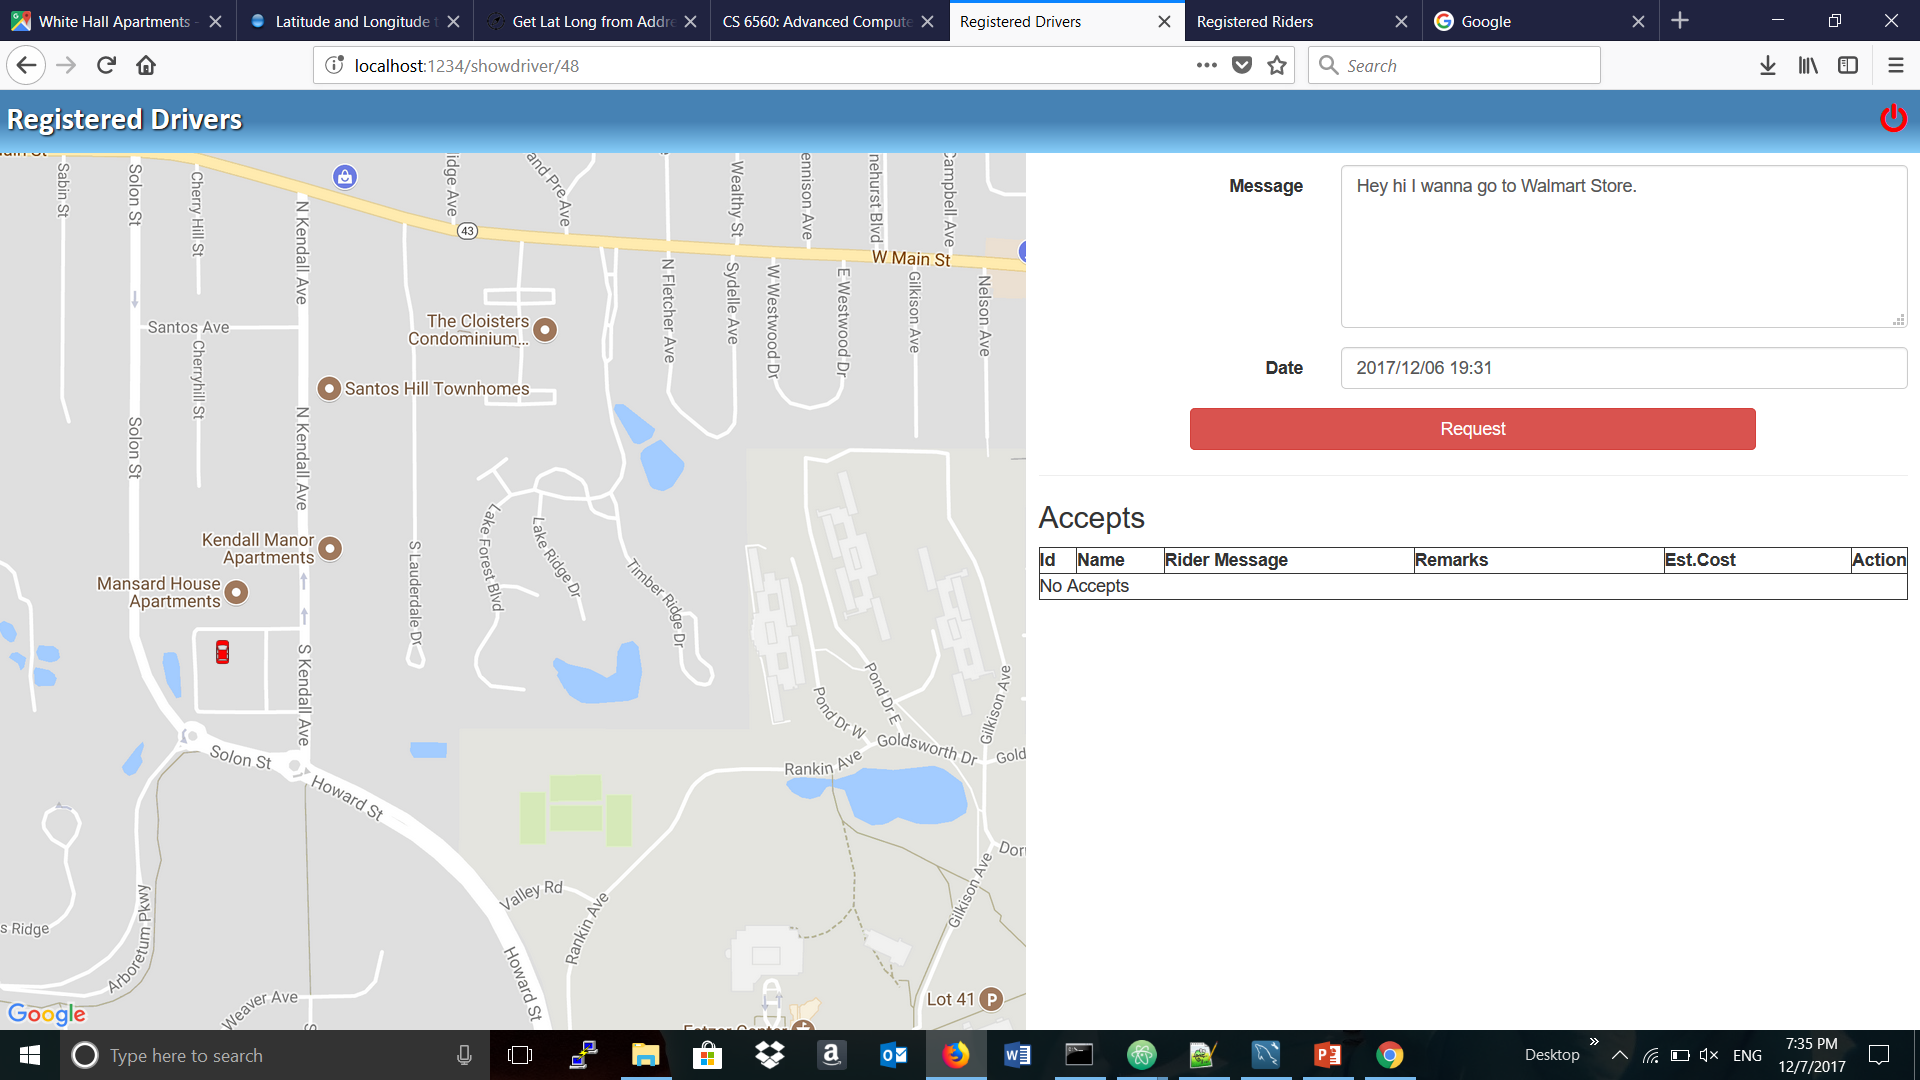 White Hall Apartments -
Latitude and Longitude t
Get Lat Long from Addre
CS 6560: Advanced Compute
Registered Drivers
Registered Riders
Google
localhost:1234/showdriver/48
Search
Registered Drivers
Sabin St
Solon St
Cherry Hill St
N Kendall Ave
idge Ave
and Pre Ave
Wealthy St
ennison Ave
nehurst Blvd
Campbell Ave
43
W Main St
N Fletcher Ave
Sydelle Ave
W Westwood Dr
E Westwood Dr
Gilkison Ave
Nelson Ave
Santos Ave
Cherryhill St
The Cloisters
Condominium...
Santos Hill Townhomes
Solon St
N Kendall Ave
Kendall Manor
Apartments
Mansard House
Apartments
S Lauderdale Dr
Lake Forest Blvd
Lake Ridge Dr
Timber Ridge Dr
S Kendall Ave
Pond Dr W
Pond Dr E
Gilkison Ave
Goldsworth Dr
Gold
Solon St
Howard St
Rankin Ave
Dorr
Valley Rd
Rankin Ave
Gilkison Ave
s Ridge
Arboretum Pkwy
Howard St
Weaver Ave
S
Lot 41
P
Google
Message
Hey hi I wanna go to Walmart Store.
Date
2017/12/06 19:31
Request
Accepts
Id Name Rider Message Remarks Est.Cost Action
No Accepts
Type here to search
Desktop
ENG
7:35 PM
12/7/2017